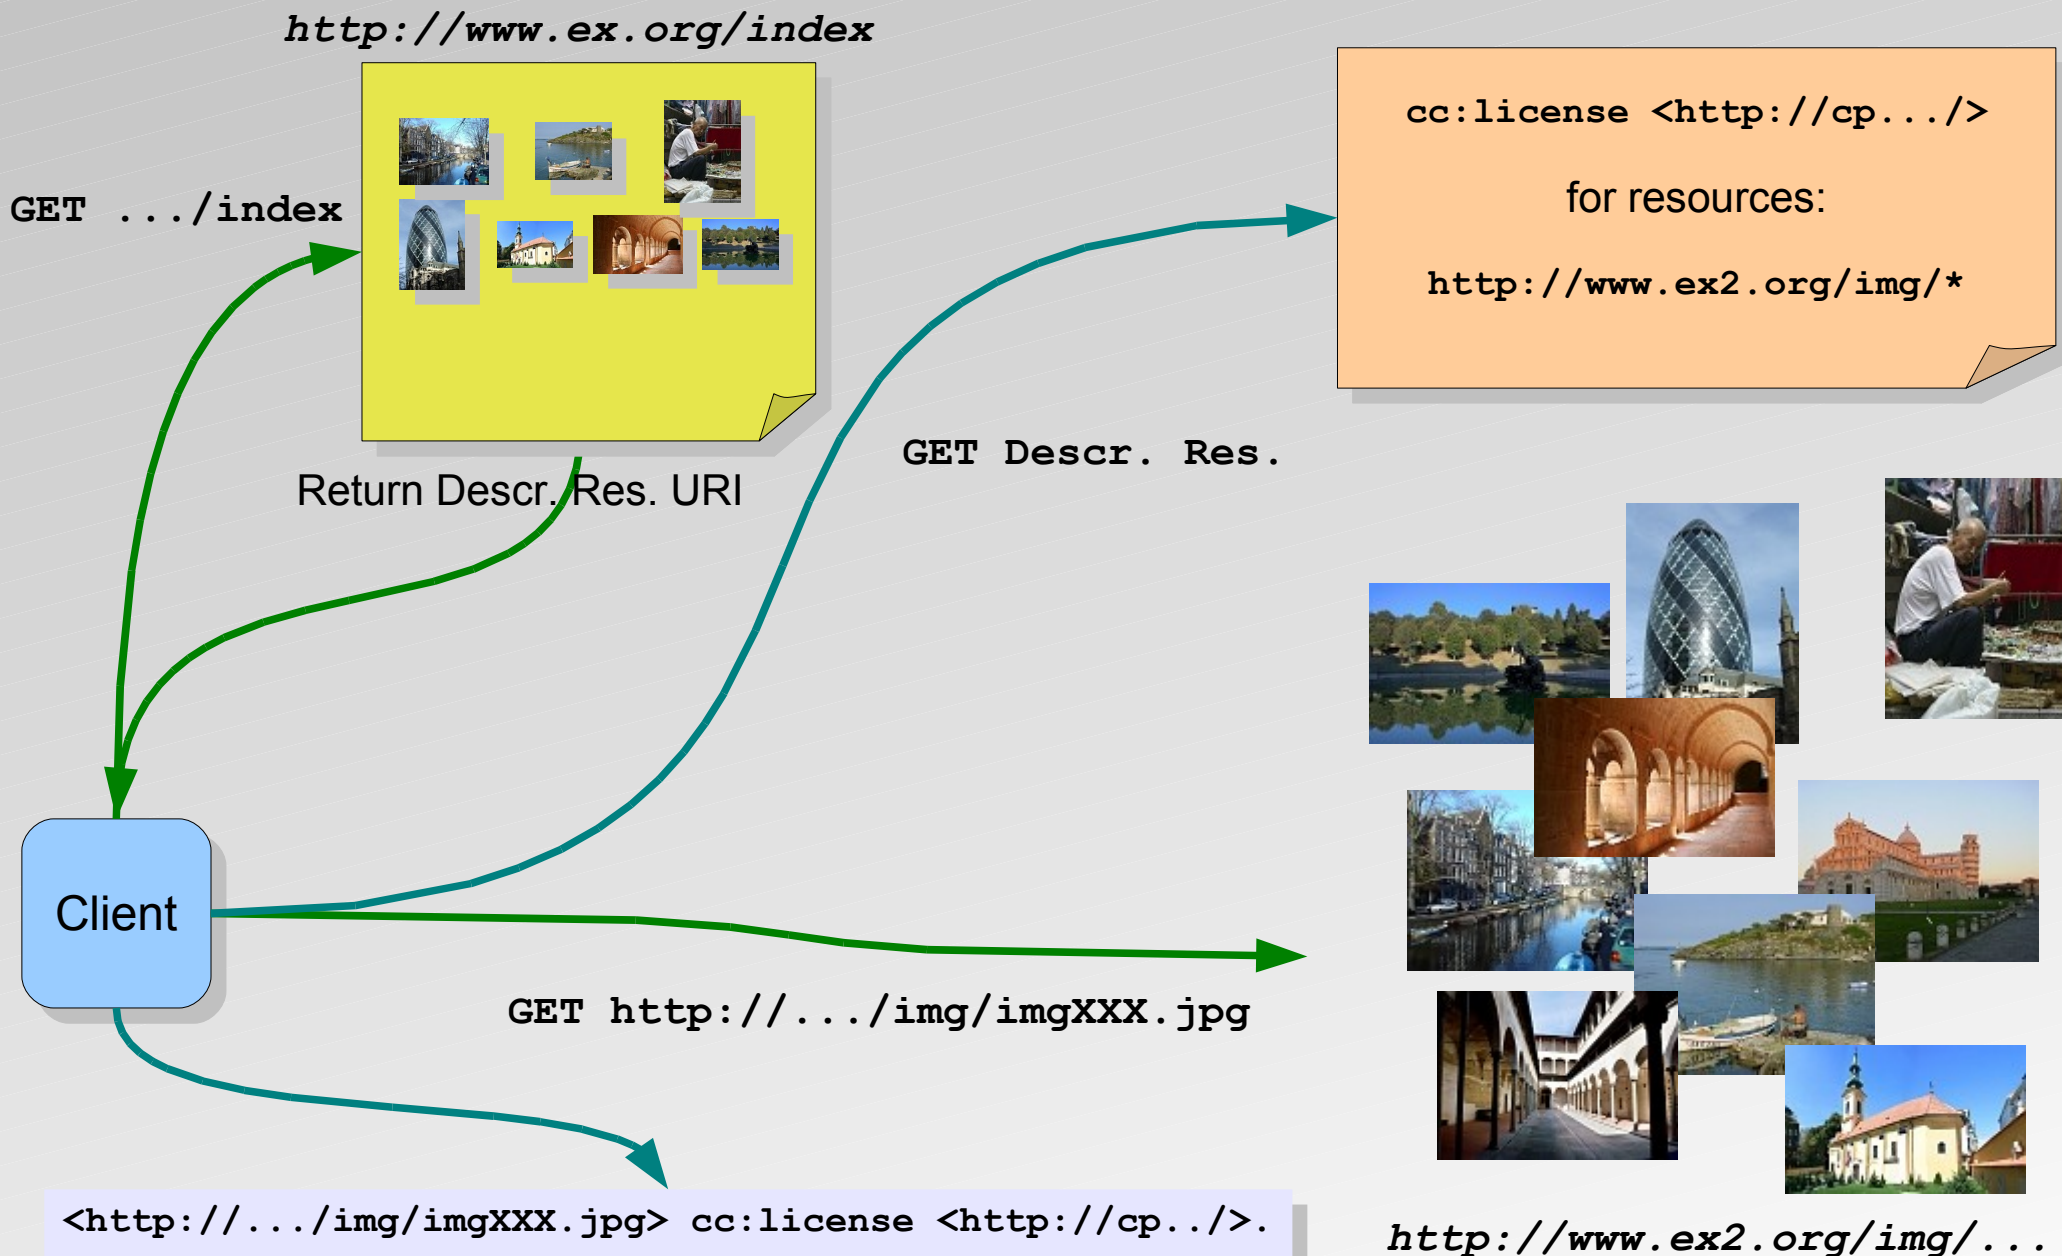 http://www.ex.org/index
cc:license <http://cp.../>
for resources:
http://www.ex2.org/img/*
GET .../index
GET Descr. Res.
Return Descr. Res. URI
Client
GET http://.../img/imgXXX.jpg
<http://.../img/imgXXX.jpg> cc:license <http://cp../>.
http://www.ex2.org/img/...